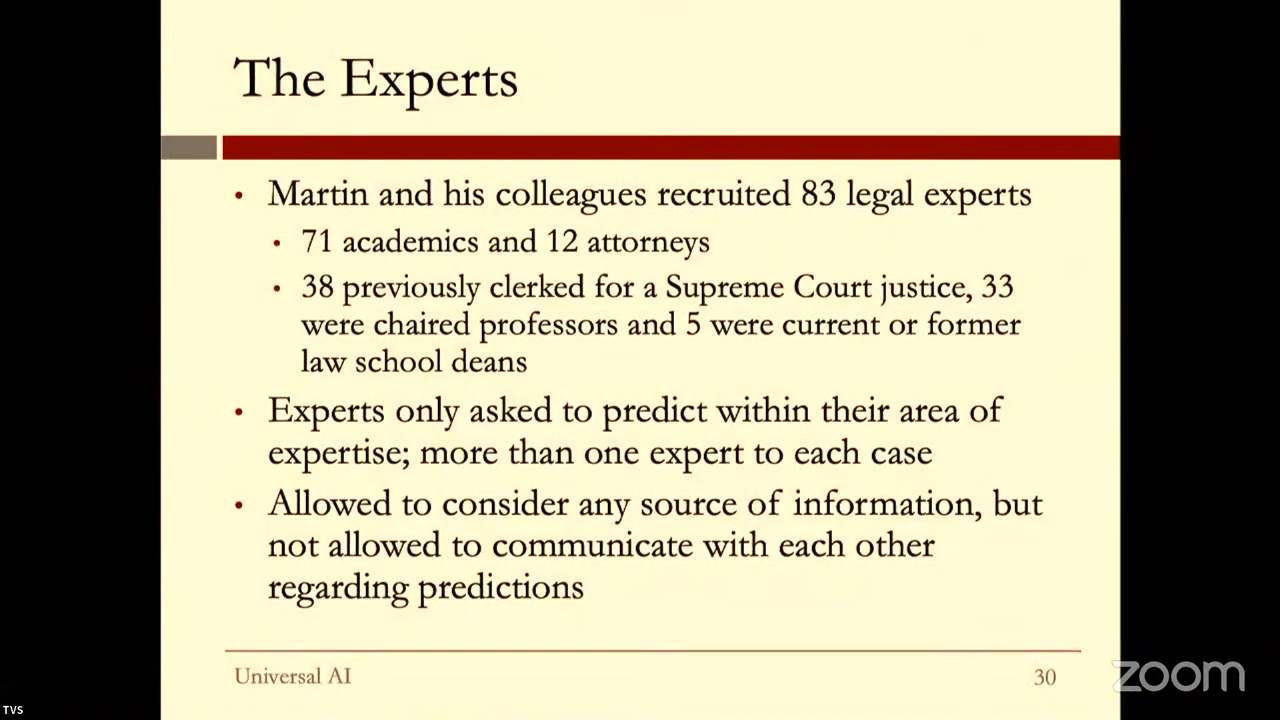 The Experts
• Martin and his colleagues recruited 83 legal experts
• 71 academics and 12 attorneys
• 38 previously clerked for a Supreme Court justice, 33
were chaired professors and 5 were current or former
law school deans
• Experts only asked to predict within their area of
expertise; more than one expert to each case
• Allowed to consider any source of information, but
not allowed to communicate with each other
regarding predictions
Universal AI
30
zoom
TVS